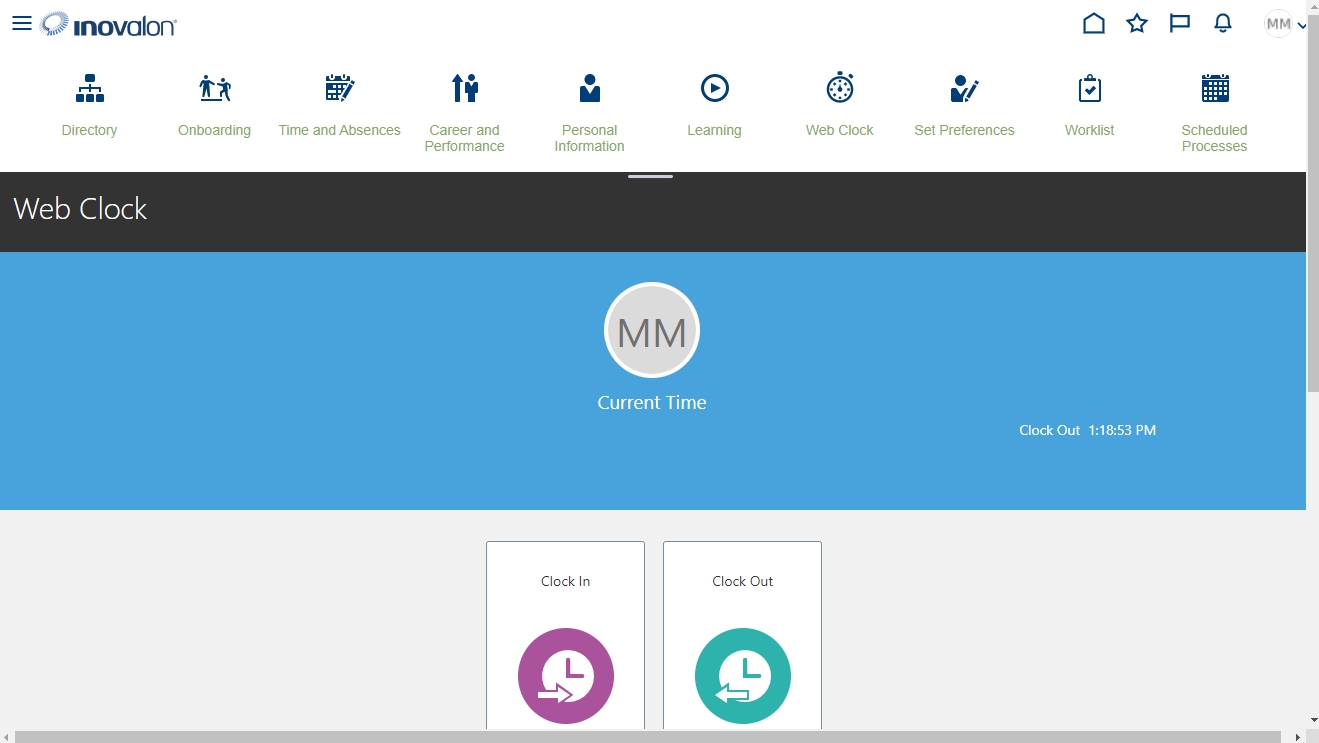 inovalon®
MM
Directory
Onboarding
Time and Absences
Career and
Performance
Personal
Information
Learning
Web Clock
Set Preferences
Worklist
Scheduled
Processes
Web Clock
MM
Current Time
Clock Out 1:18:53 PM
Clock In
Clock Out